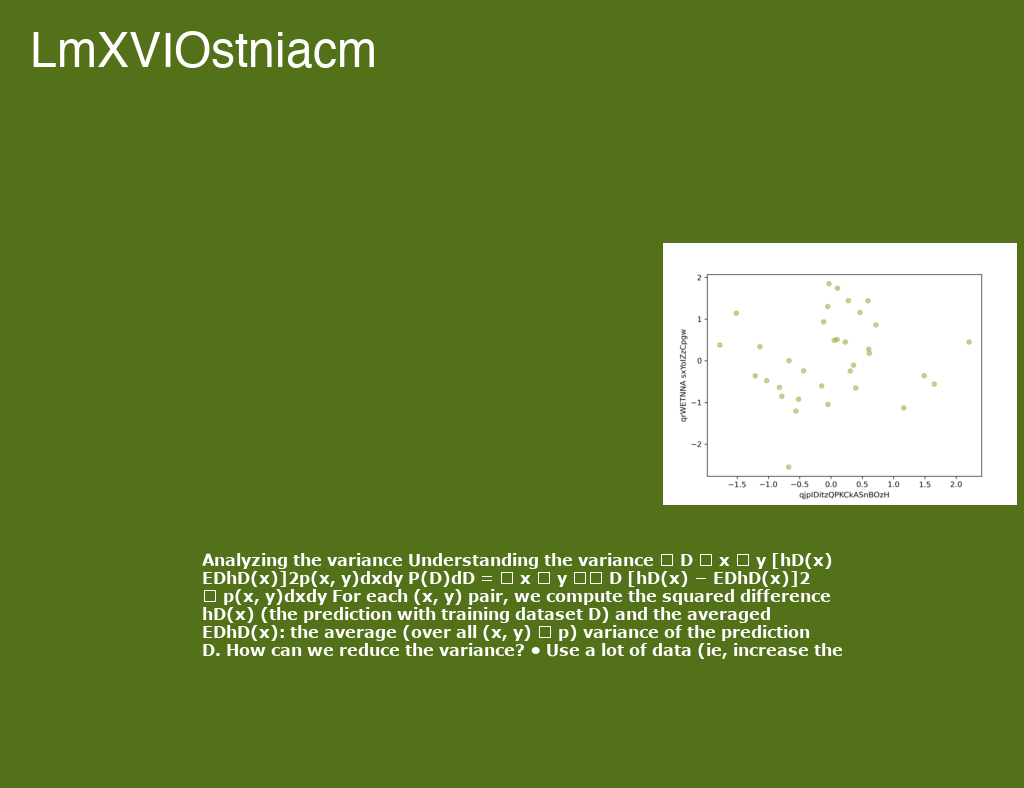 LmXVIOstniacm
2
1
0
−1
−2
qrWETNNA sxYoIZzCpgw
−1.5 −1.0 −0.5 0.0 0.5 1.0 1.5 2.0
qjpIDitzQPKCkASnBOzH
Analyzing the variance Understanding the variance □ D □ x □ y [hD(x)
EDhD(x)]2p(x, y)dxdy P(D)dD = □ x □ y □□ D [hD(x) − EDhD(x)]2
□ p(x, y)dxdy For each (x, y) pair, we compute the squared difference
hD(x) (the prediction with training dataset D) and the averaged
EDhD(x): the average (over all (x, y) □ p) variance of the prediction
D. How can we reduce the variance? • Use a lot of data (ie, increase the